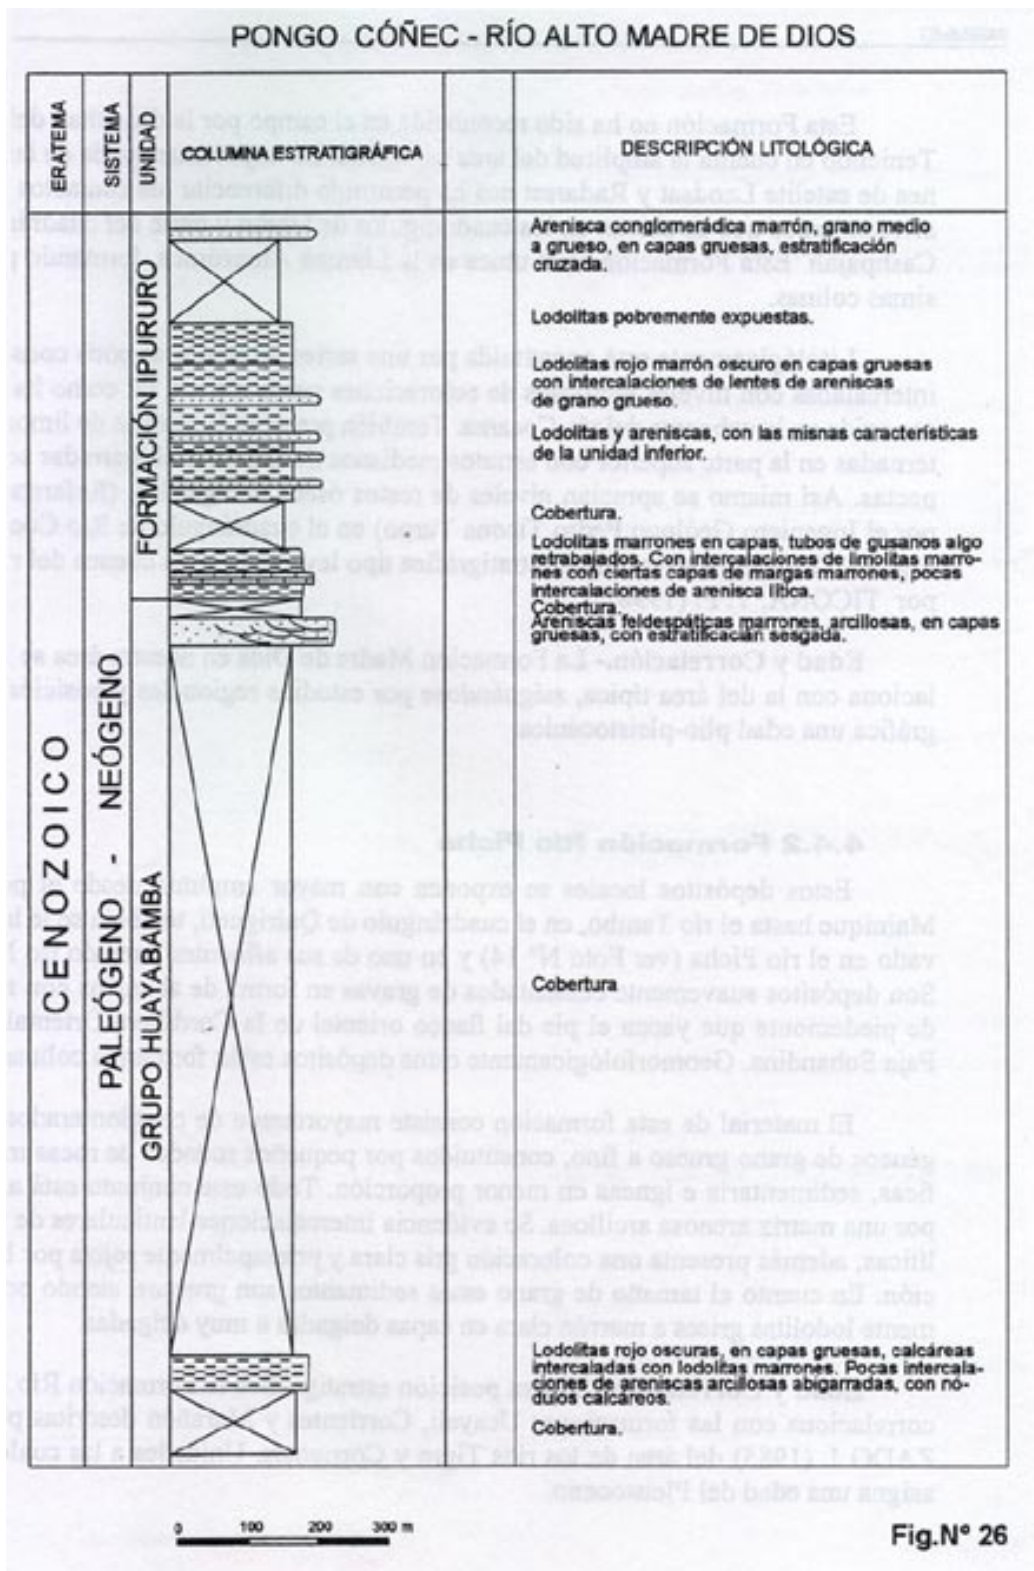 PONGO CÓÑEC - RÍO ALTO MADRE DE DIOS
ERATEMA
SISTEMA
UNIDAD
COLUMNA ESTRATIGRÁFICA
DESCRIPCIÓN LITOLÓGICA
CENOZOICO
PALEÓGENO - NEÓGENO
FORMACIÓN IPURURO
GRUPO HUAYABAMBA
Arenisca conglomerádica marrón, grano medio
a grueso, en capas gruesas, estratificación
cruzada.
Lodolitas pobremente expuestas.
Lodolitas rojo marrón oscuro en capas gruesas
con intercalaciones de lentes de areniscas
de grano grueso.
Lodolitas y areniscas, con las misnas características
de la unidad inferior.
Cobertura.
Lodolitas marrones en capas, tubos de gusanos algo
retrabajados. Con intercalaciones de limolitas marro-
nes con ciertas capas de margas marrones, pocas
intercalaciones de arenisca lítica.
Cobertura.
Areniscas feldespáticas marrones, arcillosas, en capas
gruesas, con estratificación sesgada.
Cobertura
Lodolitas rojo oscuras, en capas gruesas, calcáreas
intercaladas con lodolitas marrones. Pocas intercala-
ciones de areniscas arcillosas abigarradas, con nó-
dulos calcáreos.
Cobertura.
0 100 200 300 m
Fig.Nº 26